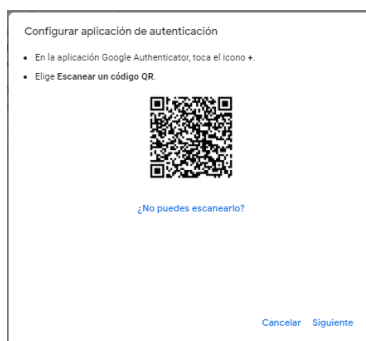 Configurar aplicación de autenticación
• En la aplicación Google Authenticator, toca el icono +.
• Elige Escanear un código QR.
¿No puedes escanearlo?
Cancelar Siguiente